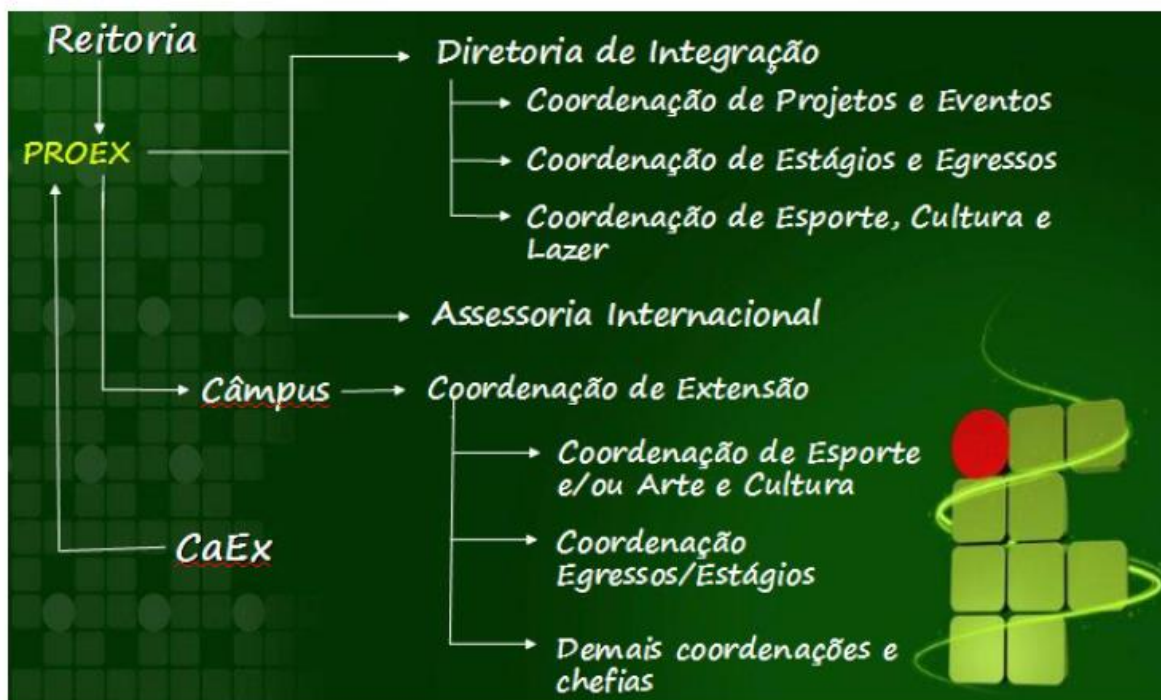 Reitoria
Diretoria de Integração
Coordenação de Projetos e Eventos
PROEX
Coordenação de Estágios e Egressos
Coordenação de Esporte, Cultura e
Lazer
Assessoria Internacional
Câmpus
Coordenação de Extensão
Coordenação de Esporte
e/ou Arte e Cultura
CaEx
Coordenação
Egressos/Estágios
Demais coordenações e
chefias